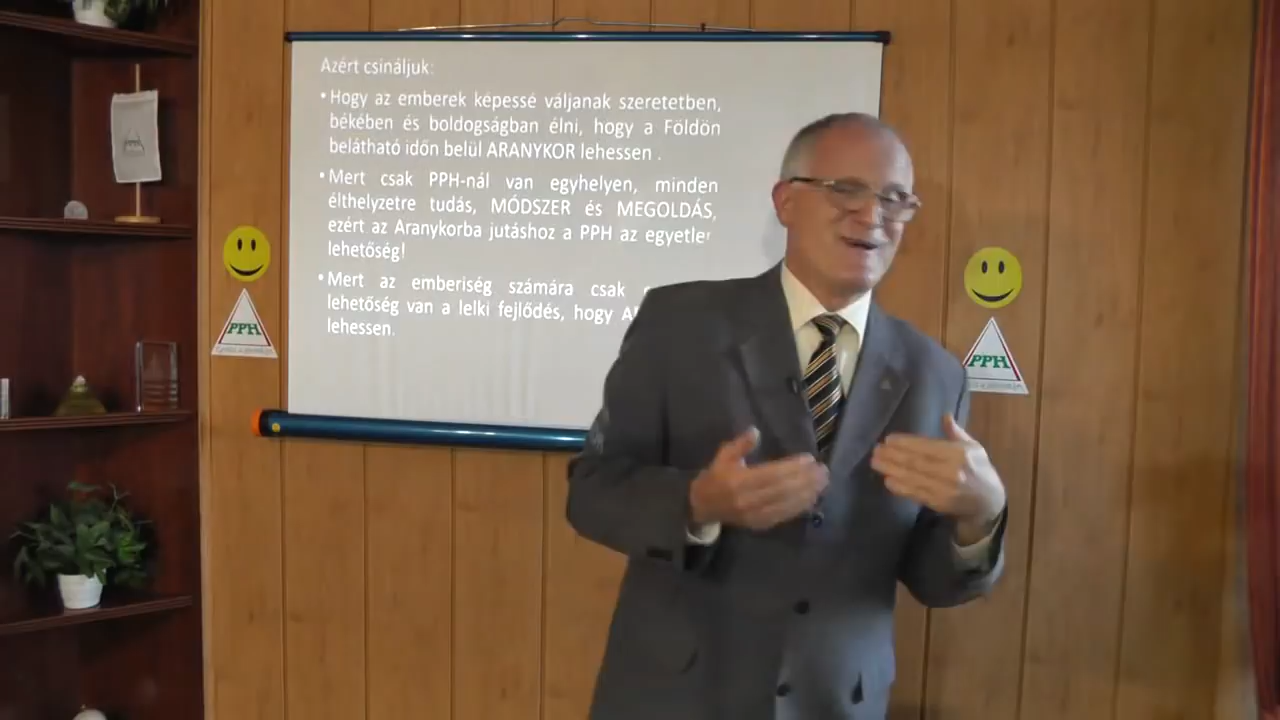 Azért csináljuk:
•Hogy az emberek képessé váljanak szeretetben,
békében és boldogságban élni, hogy a Földön
belátható időn belül ARANYKOR lehessen .
•Mert csak PPH-nál van egyhelyen, minden
élthelyzetre tudás, MÓDSZER és MEGOLDÁS,
ezért az Aranykorba jutáshoz a PPH az
lehetőség!
•Mert az emberiség számára csak
lehetőség van a lelki fejlődés, hogy
lehessen.
PPH
PPH